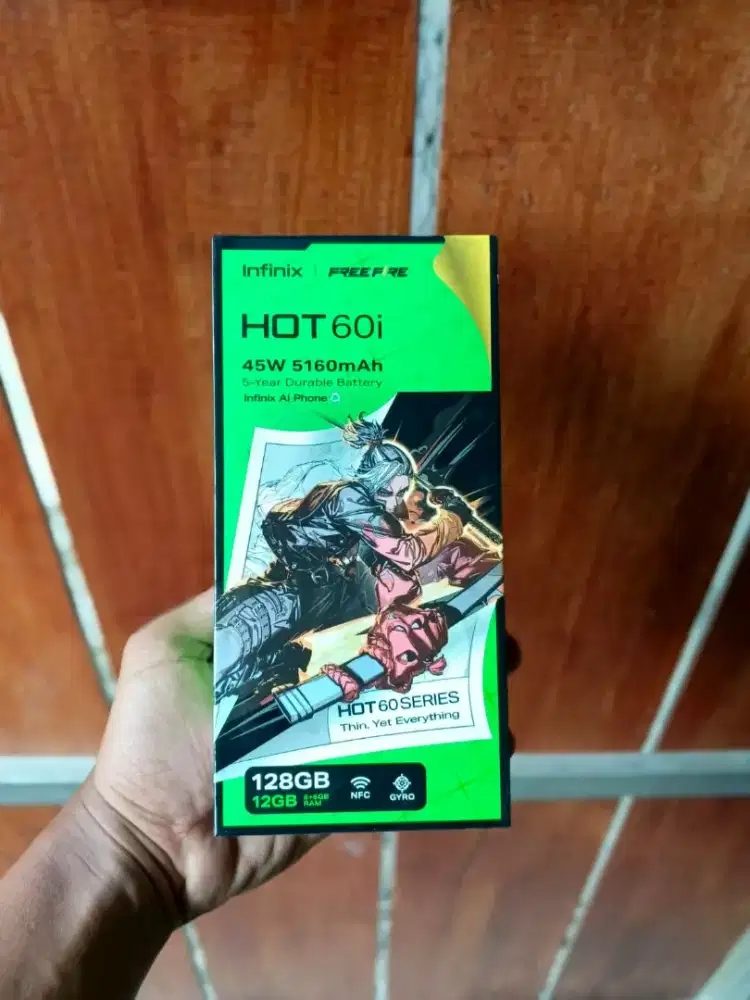 Infinix | FREE FIRE
HOT 60i
45W 5160mAh
5-Year Durable Battery
Infinix AI Phone
HOT 60 SERIES
Thin. Yet Everything
128GB
12GB 6+6GB RAM
NFC
GYRO